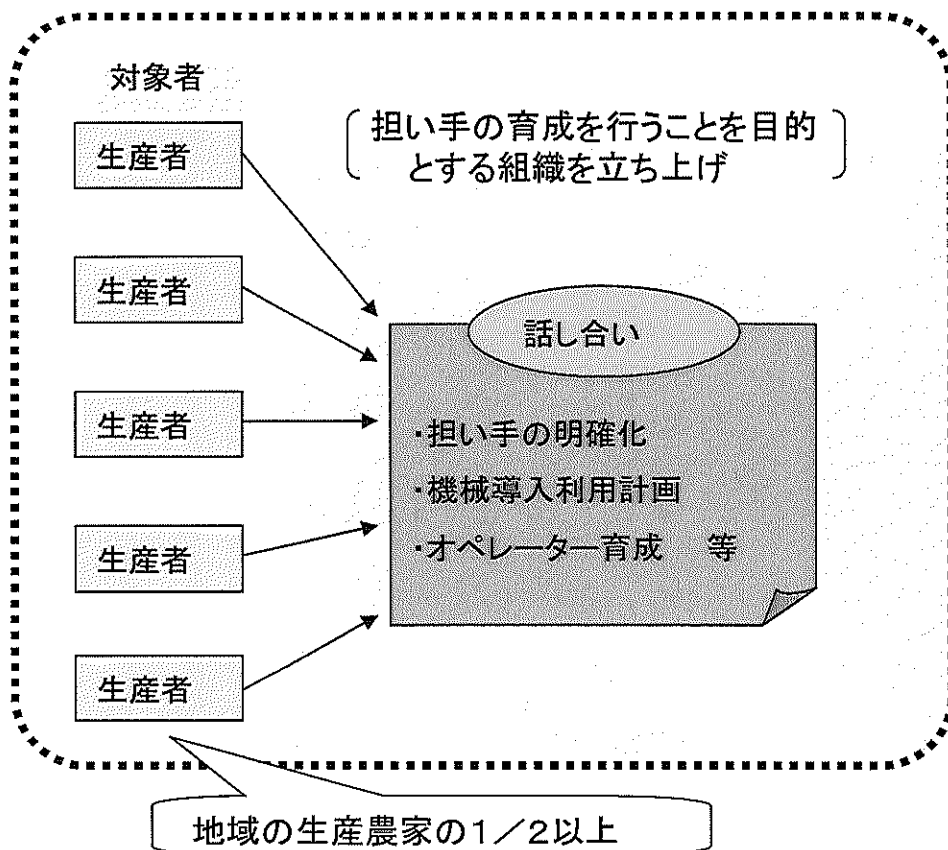 対象者
生産者
生産者
生産者
生産者
生産者
担い手の育成を行うことを目的
とする組織を立ち上げ
話し合い
・担い手の明確化
・機械導入利用計画
・オペレーター育成　等
地域の生産農家の1／2以上